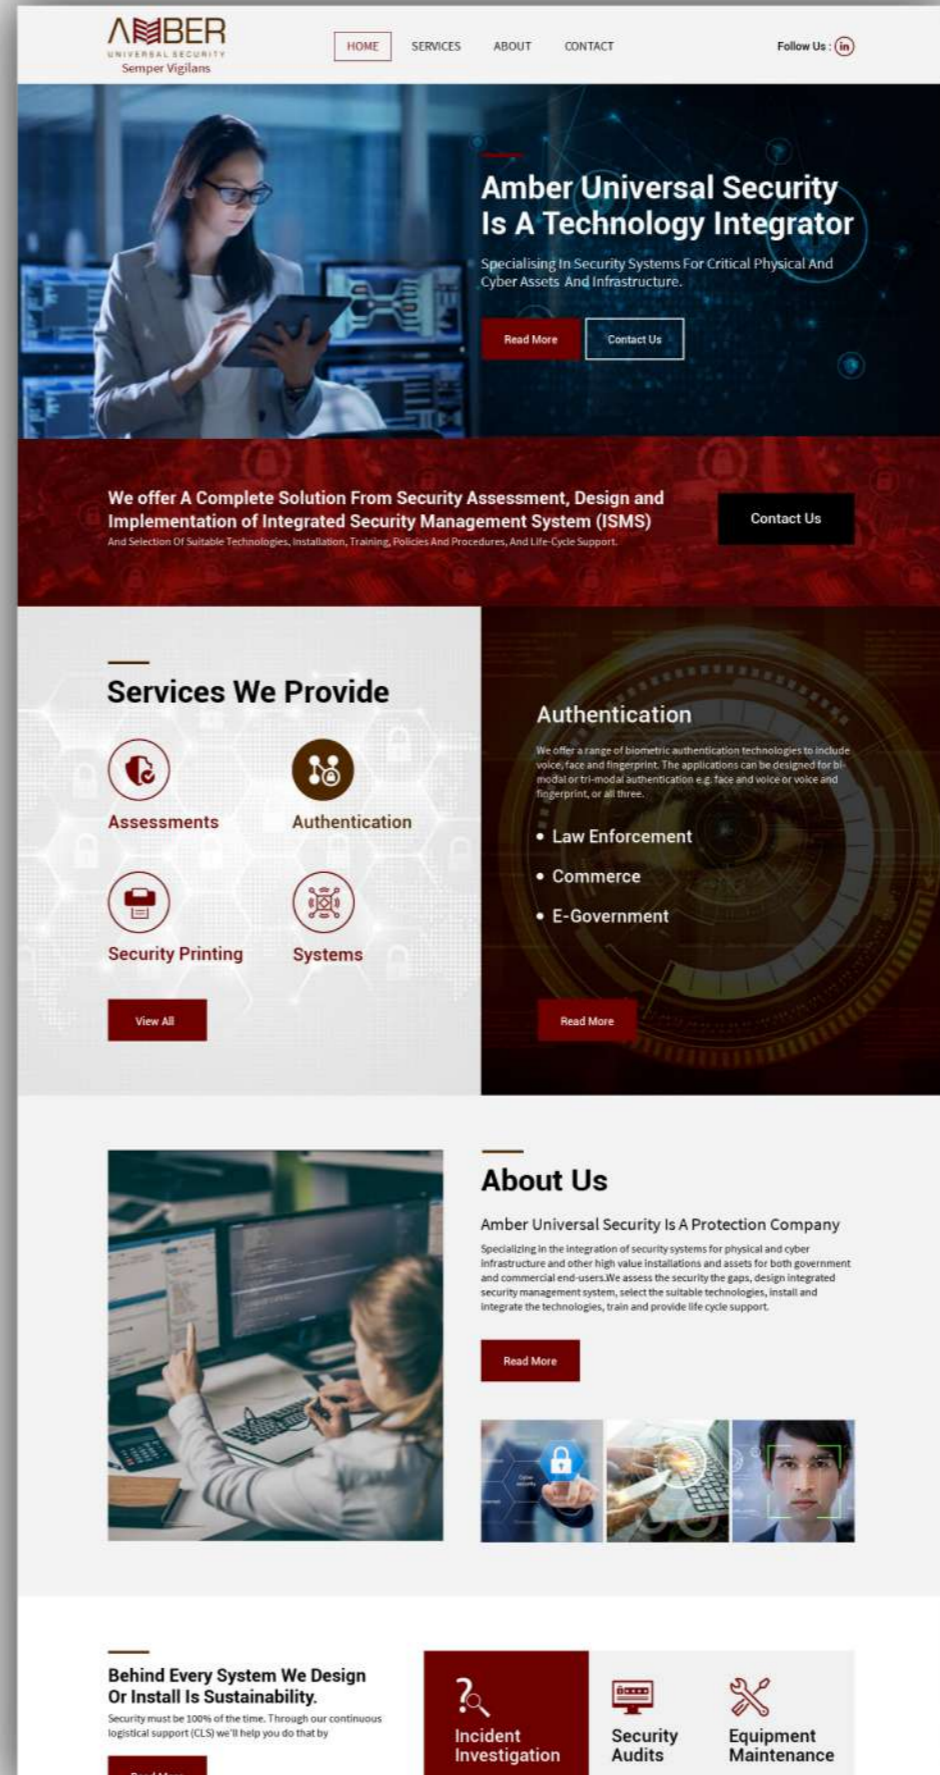 AMBER
UNIVERSAL SECURITY
Semper Vigilans
HOME
SERVICES
ABOUT
CONTACT
Follow Us :
in
Amber Universal Security
Is A Technology Integrator
Specialising In Security Systems For Critical Physical And
Cyber Assets And Infrastructure.
Read More
Contact Us
We offer A Complete Solution From Security Assessment, Design and
Implementation of Integrated Security Management System (ISMS)
And Selection Of Suitable Technologies, Installation, Training, Policies And Procedures, And Life-Cycle Support.
Contact Us
Services We Provide
Assessments
Authentication
Security Printing
Systems
View All
Authentication
We offer a range of biometric authentication technologies to include
voice, face and fingerprint. The applications can be designed for bi-
modal or tri-modal authentication e.g. face and voice or voice and
fingerprint, or all three.
• Law Enforcement
• Commerce
• E-Government
Read More
About Us
Amber Universal Security Is A Protection Company
Specializing in the integration of security systems for physical and cyber
infrastructure and other high value installations and assets for both government
and commercial end-users.We assess the security the gaps, design integrated
security management system, select the suitable technologies, install and
integrate the technologies, train and provide life cycle support.
Read More
Cyber
security
Behind Every System We Design
Or Install Is Sustainability.
Security must be 100% of the time. Through our continuous
logistical support (CLS) we'll help you do that by
Read More
Incident
Investigation
Security
Audits
Equipment
Maintenance